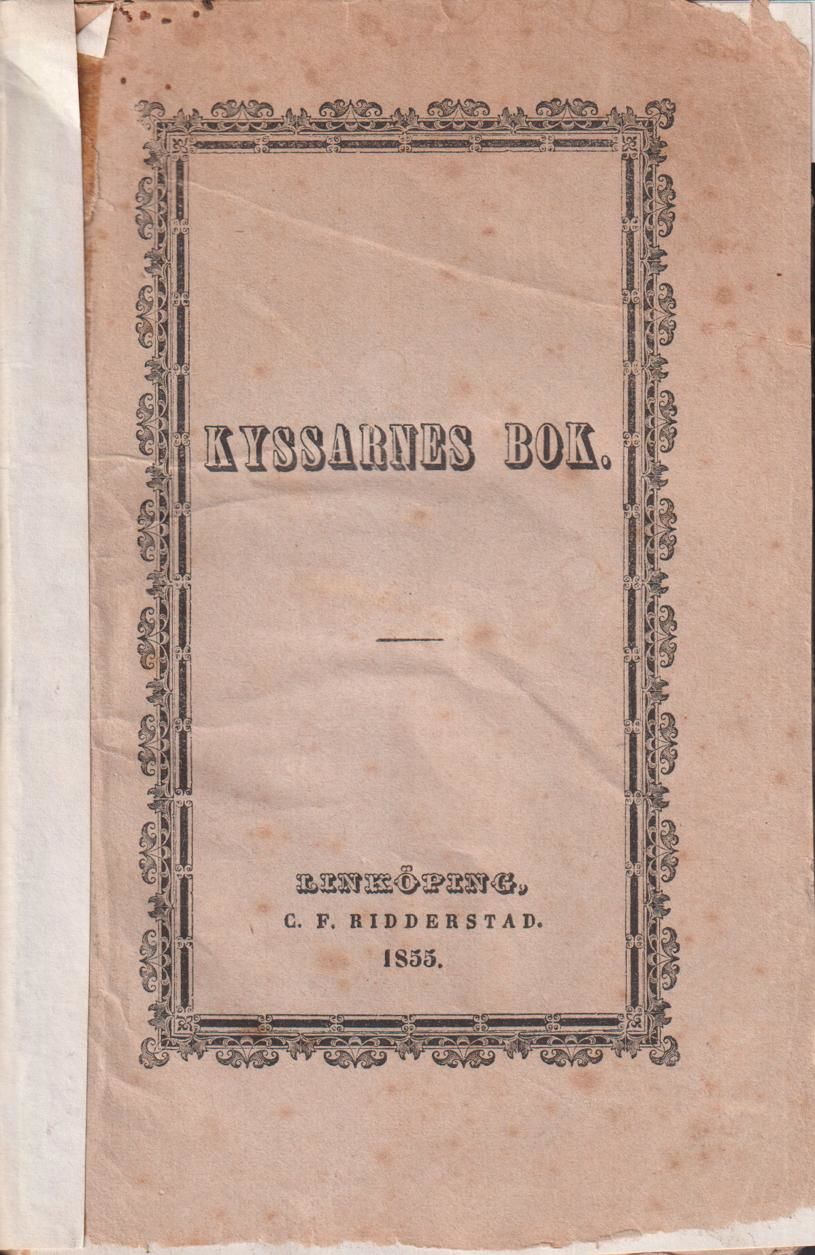 KYSSARNES BOK.
LINKÖPING,
C. F. RIDDERSTAD.
1855.